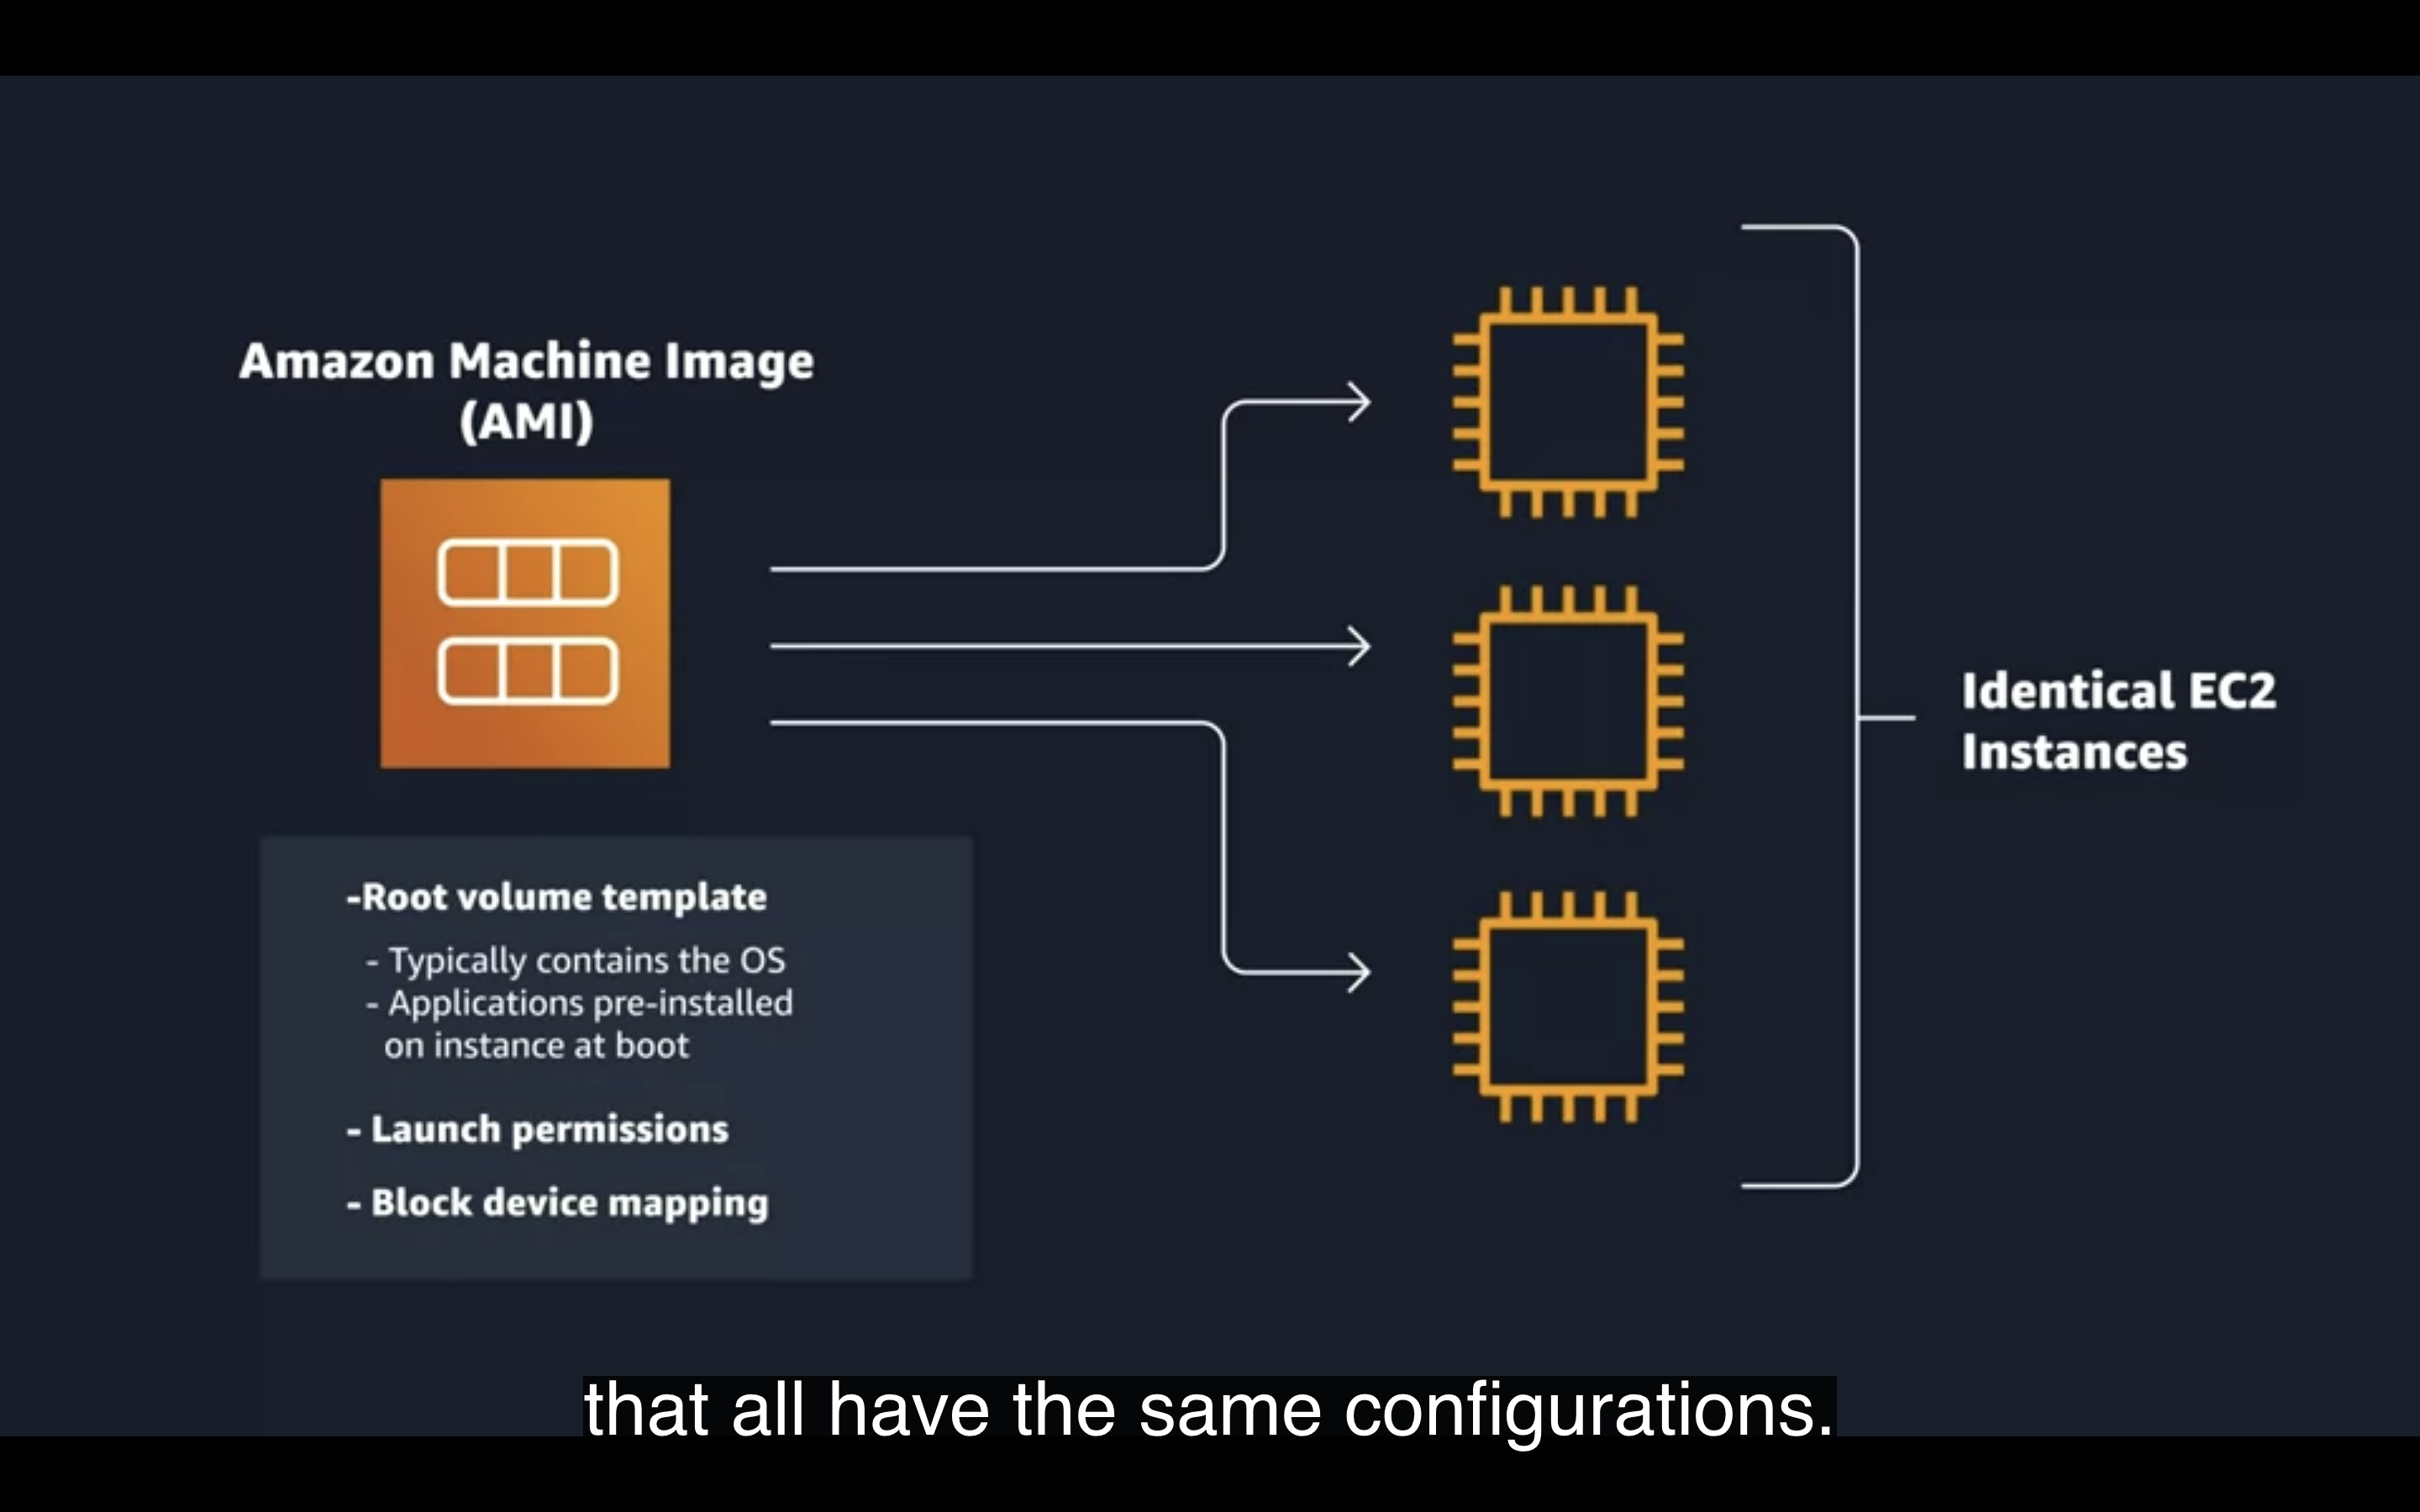 Amazon Machine Image
(AMI)
-Root volume template
- Typically contains the OS
- Applications pre-installed
on instance at boot
- Launch permissions
- Block device mapping
Identical EC2
Instances
that all have the same configurations.